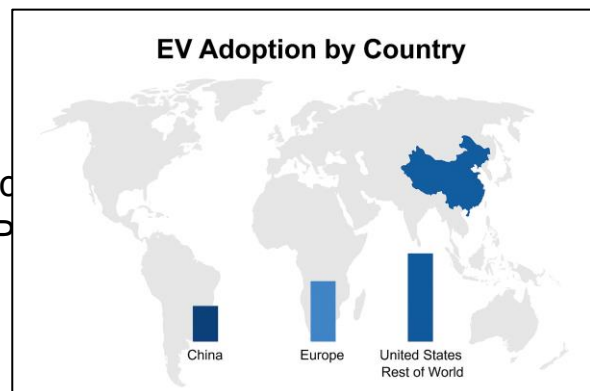 EV Adoption by Country
China
Europe
United States
Rest of World